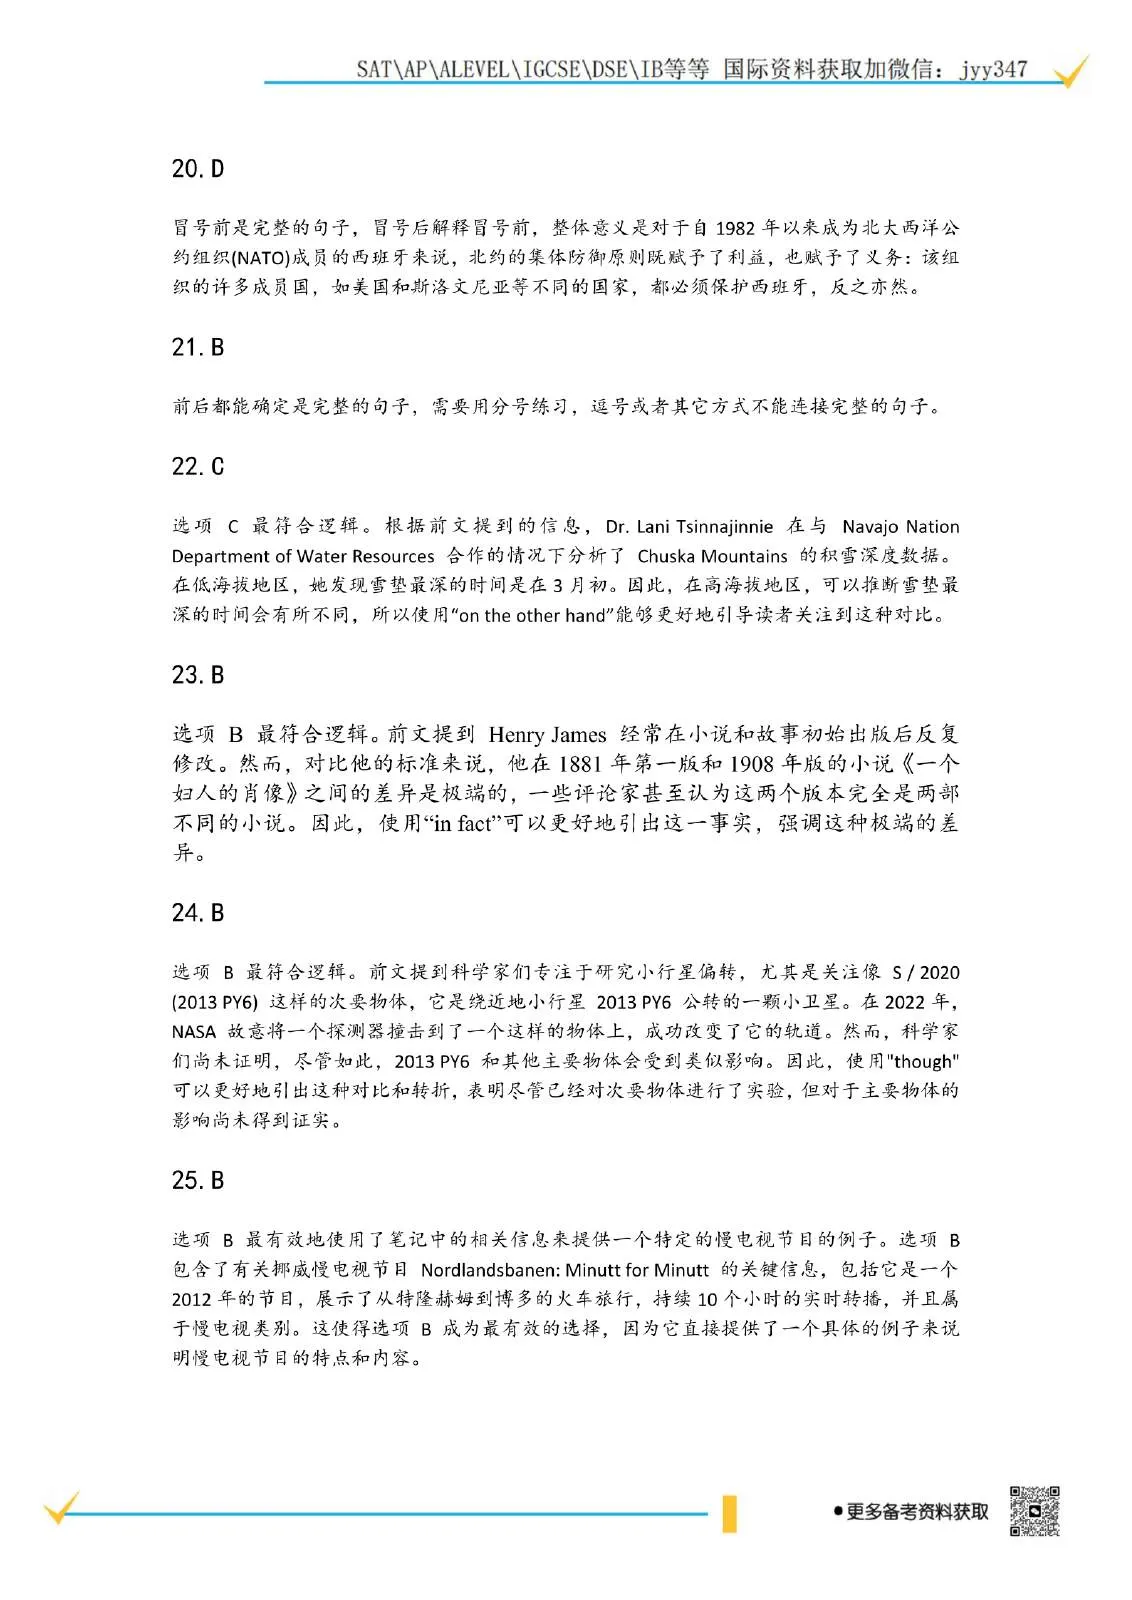 SAT\AP\ALEVEL\IGCSE\DSE\IB等等 国际资料获取加微信：jyy347
20. D
冒号前是完整的句子，冒号后解释冒号前，整体意义是对于自 1982 年以来成为北大西洋公
约组织(NATO)成员的西班牙来说，北约的集体防御原则既赋予了利益，也赋予了义务：该组
织的许多成员国，如美国和斯洛文尼亚等不同的国家，都必须保护西班牙，反之亦然。
21. B
前后都能确定是完整的句子，需要用分号练习，逗号或者其它方式不能连接完整的句子。
22. C
选项 C 最符合逻辑。根据前文提到的信息，Dr. Lani Tsinnajinnie 在与 Navajo Nation
Department of Water Resources 合作的情况下分析了 Chuska Mountains 的积雪深度数据。
在低海拔地区，她发现雪垫最深的时间是在 3 月初。因此，在高海拔地区，可以推断雪垫最
深的时间会有所不同，所以使用“on the other hand”能够更好地引导读者关注到这种对比。
23. B
选项 B 最符合逻辑。前文提到 Henry James 经常在小说和故事初始出版后反复
修改。然而，对比他的标准来说，他在 1881 年第一版和 1908 年版的小说《一个
妇人的肖像》之间的差异是极端的，一些评论家甚至认为这两个版本完全是两部
不同的小说。因此，使用“in fact”可以更好地引出这一事实，强调这种极端的差
异。
24. B
选项 B 最符合逻辑。前文提到科学家们专注于研究小行星偏转，尤其是关注像 S / 2020
(2013 PY6) 这样的次要物体，它是绕近地小行星 2013 PY6 公转的一颗小卫星。在 2022 年，
NASA 故意将一个探测器撞击到了一个这样的物体上，成功改变了它的轨道。然而，科学家
们尚未证明，尽管如此，2013 PY6 和其他主要物体会受到类似影响。因此，使用"though"
可以更好地引出这种对比和转折，表明尽管已经对次要物体进行了实验，但对于主要物体的
影响尚未得到证实。
25. B
选项 B 最有效地使用了笔记中的相关信息来提供一个特定的慢电视节目的例子。选项 B
包含了有关挪威慢电视节目 Nordlandsbanen: Minutt for Minutt 的关键信息，包括它是一个
2012 年的节目，展示了从特隆赫姆到博多的火车旅行，持续 10 个小时的实时转播，并且属
于慢电视类别。这使得选项 B 成为最有效的选择，因为它直接提供了一个具体的例子来说
明慢电视节目的特点和内容。
•更多备考资料获取